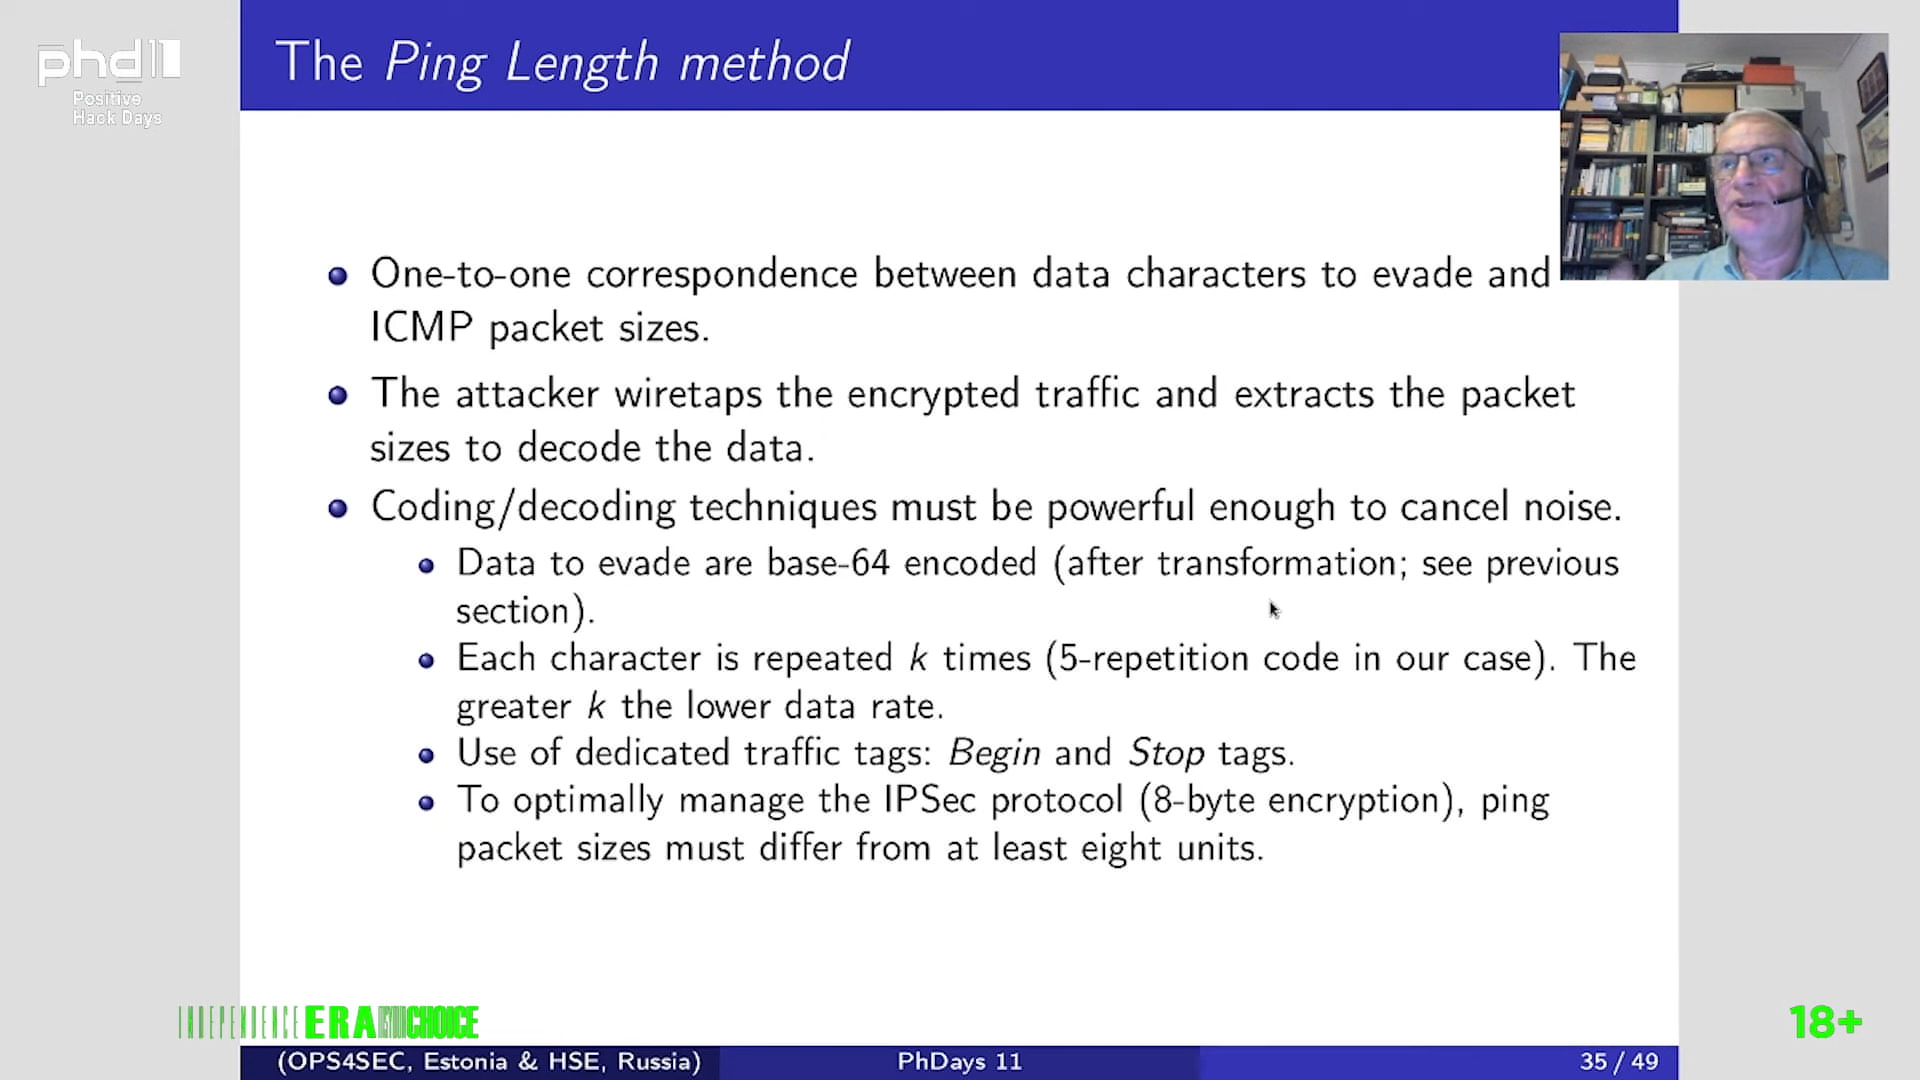 phd11
Positive
Hack Days
The Ping Length method
One-to-one correspondence between data characters to evade and
ICMP packet sizes.
The attacker wiretaps the encrypted traffic and extracts the packet
sizes to decode the data.
Coding/decoding techniques must be powerful enough to cancel noise.
Data to evade are base-64 encoded (after transformation; see previous
section).
Each character is repeated k times (5-repetition code in our case). The
greater k the lower data rate.
Use of dedicated traffic tags: Begin and Stop tags.
To optimally manage the IPSec protocol (8-byte encryption), ping
packet sizes must differ from at least eight units.
INDEPENDENCE ERA CHOICE
18+
(OPS4SEC, Estonia & HSE, Russia)
PhDays 11
35 / 49